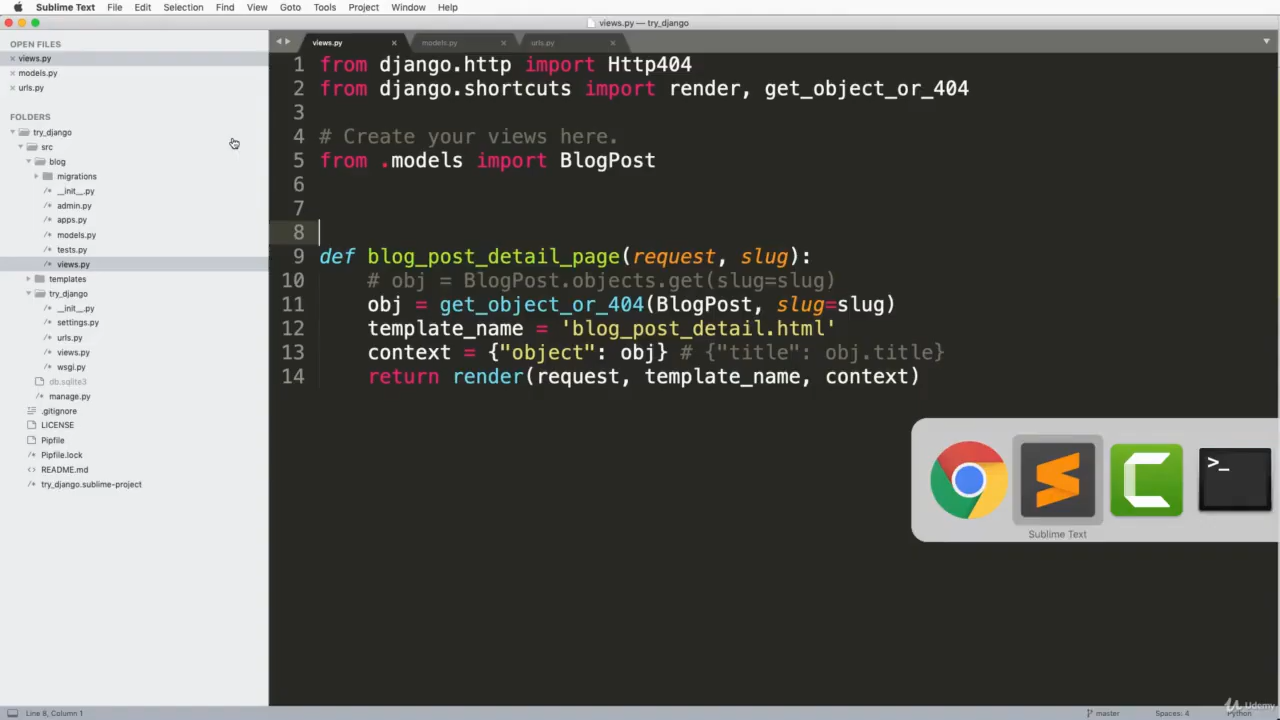 Sublime Text File Edit Selection Find View Goto Tools Project Window Help
views.py — try_django
OPEN FILES
views.py
models.py
urls.py
FOLDERS
try_django
src
blog
migrations
__init__.py
admin.py
apps.py
models.py
tests.py
views.py
templates
try_django
__init__.py
settings.py
urls.py
views.py
wsgi.py
db.sqlite3
manage.py
.gitignore
LICENSE
Pipfile
Pipfile.lock
README.md
try_django.sublime-project
views.py models.py urls.py
1 from django.http import Http404
2 from django.shortcuts import render, get_object_or_404
3
4 # Create your views here.
5 from .models import BlogPost
6
7
8
9 def blog_post_detail_page(request, slug):
10 # obj = BlogPost.objects.get(slug=slug)
11 obj = get_object_or_404(BlogPost, slug=slug)
12 template_name = 'blog_post_detail.html'
13 context = {"object": obj} # {"title": obj.title}
14 return render(request, template_name, context)
>_
Sublime Text
Line 8, Column 1
master
Spaces: 4
Python
Udemy